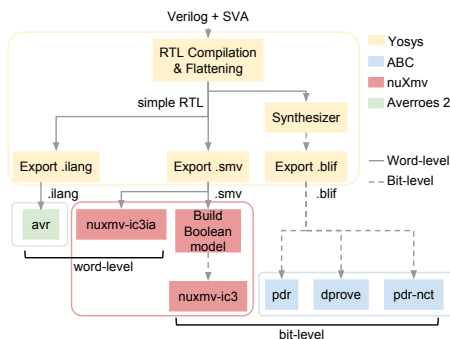 Verilog + SVA
RTL Compilation
& Flattening
simple RTL
Synthesizer
Export .ilang
Export .smv
Export .blif
.ilang
.smv
.blif
avr
nuxmv-ic3ia
Build
Boolean
model
word-level
nuxmv-ic3
pdr
dprove
pdr-nct
bit-level
Yosys
ABC
nuXmv
Averroes 2
Word-level
Bit-level